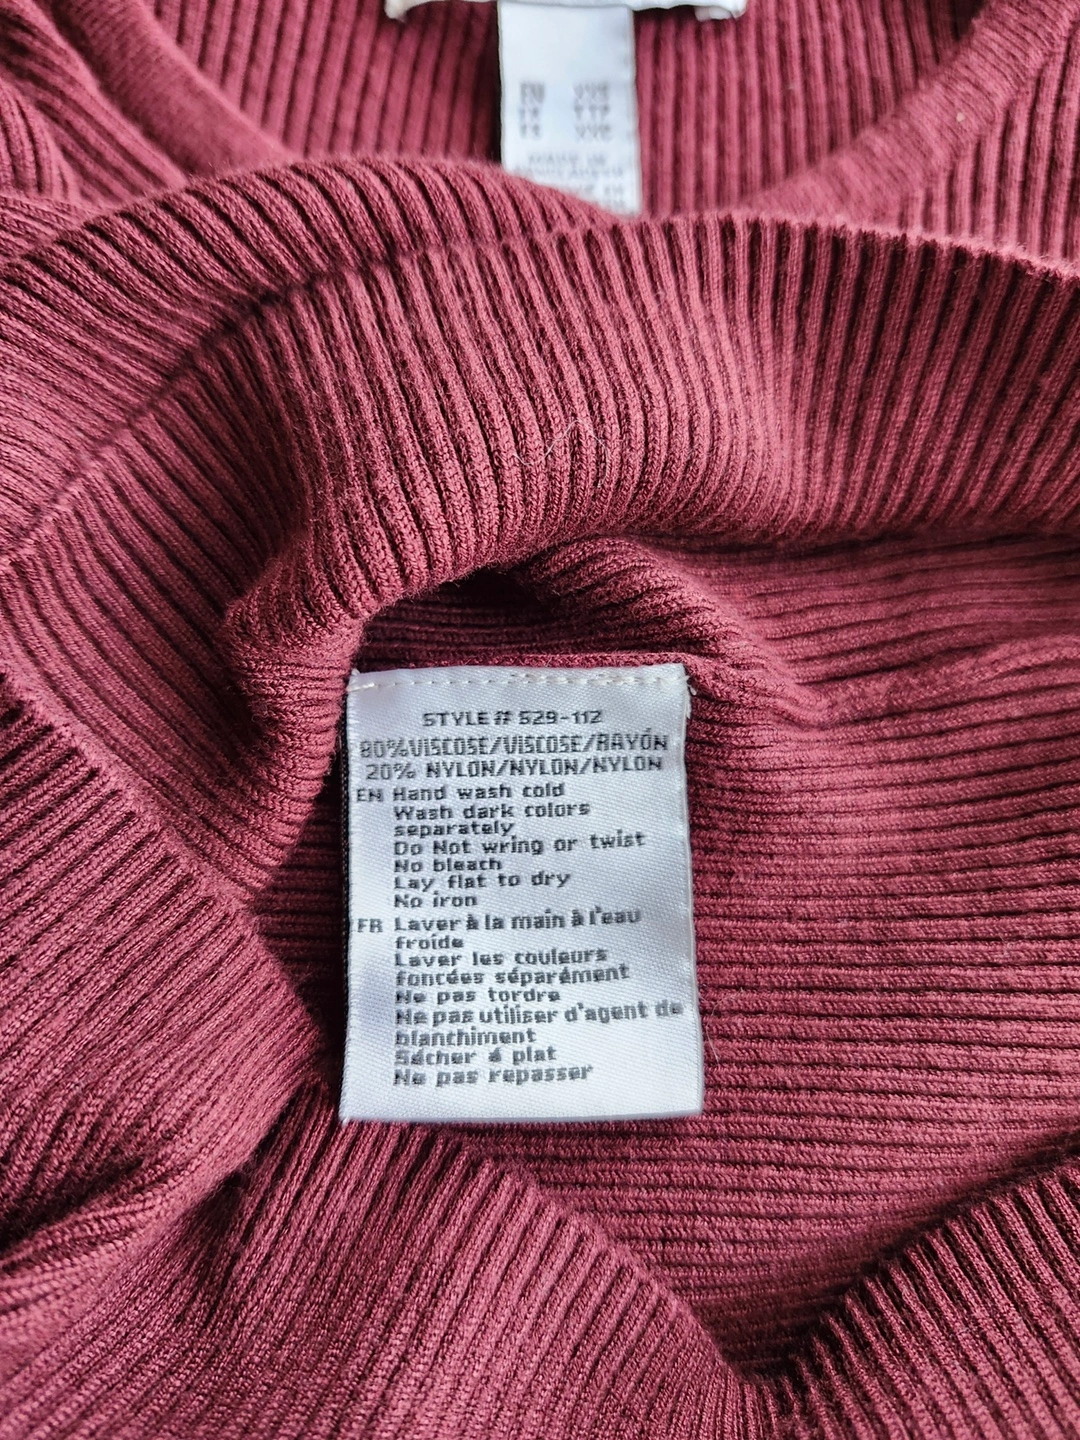 STYLE # 529-112
80%VISCOSE/VISCOSE/RAYÓN
20% NYLON/NYLON/NYLON
EN Hand wash cold
Wash dark colors
separately
Do Not wring or twist
No bleach
Lay flat to dry
No iron
FR Laver à la main à l'eau
froide
Laver les couleurs
foncées séparément
Ne pas tordre
Ne pas utiliser d'agent de
blanchiment
Sécher á plat
Ne pas repasser